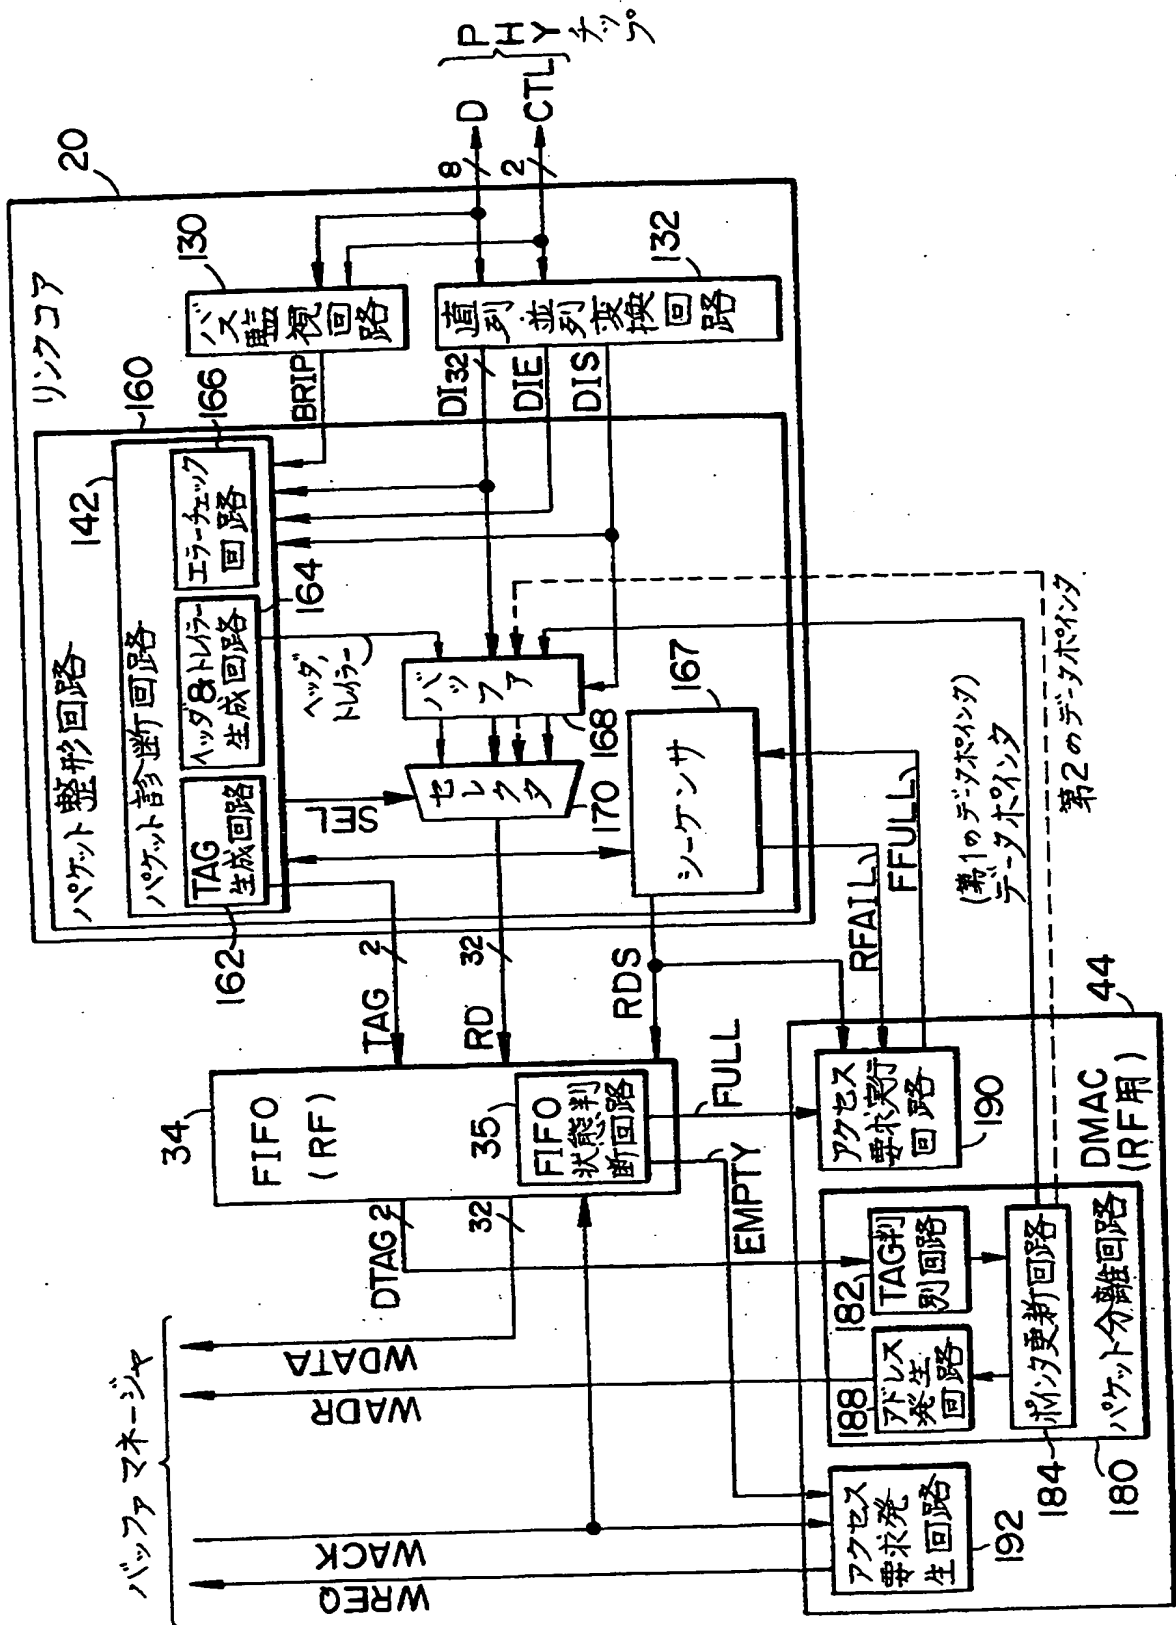 PHYチップ
D
CTL
8
2
20
リンクコア
130
バス監視回路
132
直列並列変換回路
BRIP
DI
32
DIE
DIS
160
パケット整形回路
142
パケット診断回路
166
エラーチェック
回路
164
ヘッダ&トレイラー
生成回路
162
TAG
生成回路
ヘッダ,
トレイラー
バッファ
168
セレクタ
170
SEL
167
シーケンサ
TAG
2
RD
32
RDS
RFAIL
FFULL
(第1のデータポインタ)
データポインタ
第2のデータポインタ
34
FIFO
(RF)
35
FIFO
状態判
断回路
FULL
EMPTY
DTAG
2
32
44
DMAC
(RF用)
アクセス
要求実行
回路
190
182
TAG判
別回路
188
アドレス
発生
回路
184
ポインタ更新回路
180
パケット分離回路
アクセス
要求発
生回路
192
バッファマネージャ
WDATA
WADR
WACK
WREQ